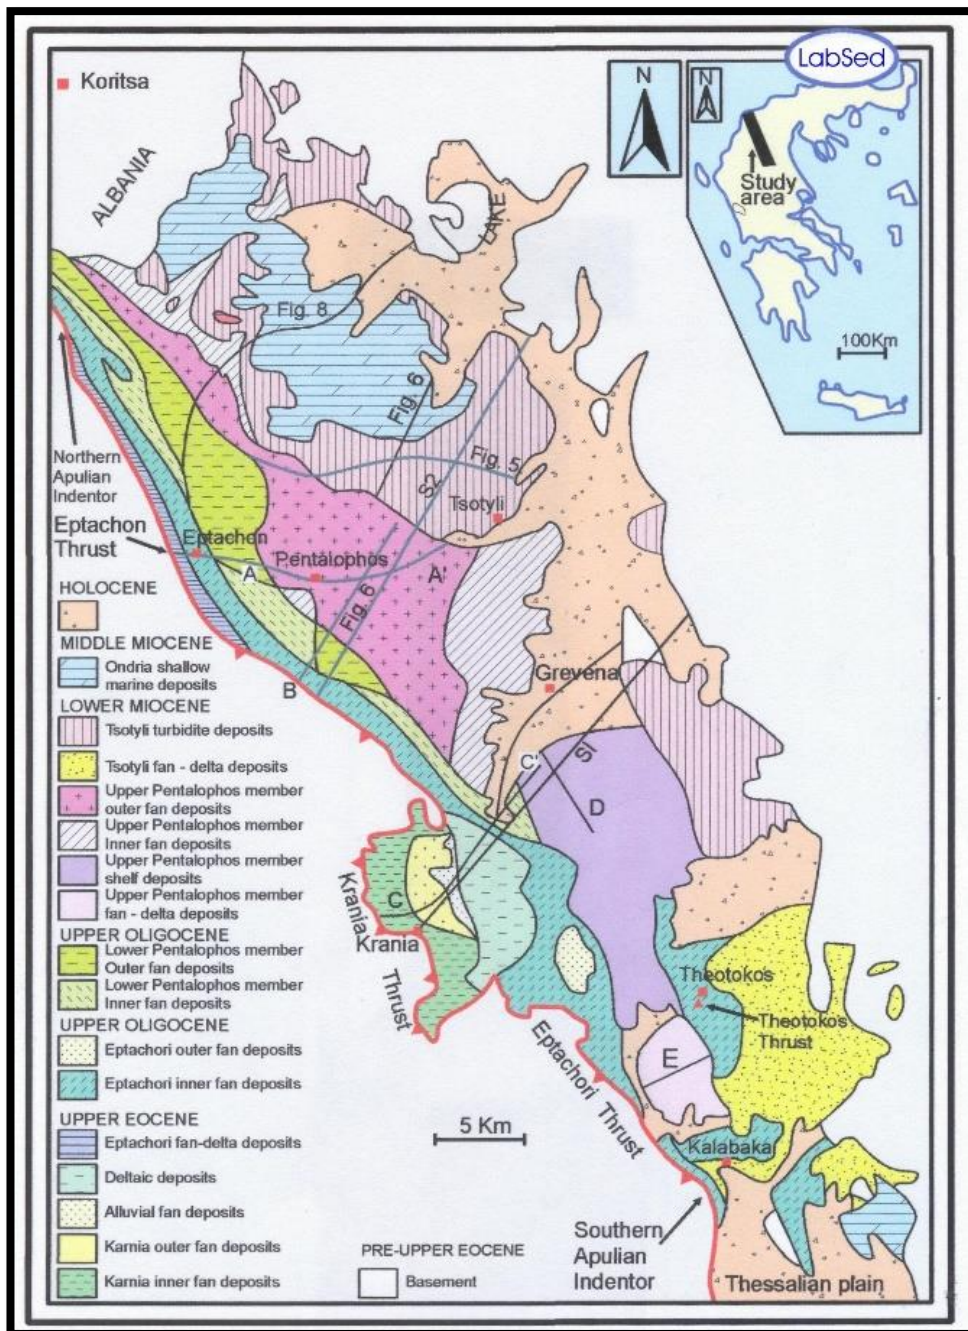 LabSed
Koritsa
N
N
ALBANIA
LAKE
Study
area
100Km
Fig. 8
Fig. 6
Fig. 5
S2
Tsotyli
Northern
Apulian
Indentor
Eptachon
Thrust
Eptachon
Pentalophos
A
A'
Fig. 6
B
Grevena
C'
SI
D
C
Krania
Krania
Thrust
Theotokos
Theotokos
Thrust
E
Eptachori Thrust
5 Km
Kalabaka
Southern
Apulian
Indentor
Thessalian plain
HOLOCENE
MIDDLE MIOCENE
Ondria shallow
marine deposits
LOWER MIOCENE
Tsotyli turbidite deposits
Tsotyli fan - delta deposits
Upper Pentalophos member
outer fan deposits
Upper Pentalophos member
Inner fan deposits
Upper Pentalophos member
shelf deposits
Upper Pentalophos member
fan - delta deposits
UPPER OLIGOCENE
Lower Pentalophos member
Outer fan deposits
Lower Pentalophos member
Inner fan deposits
UPPER OLIGOCENE
Eptachori outer fan deposits
Eptachori inner fan deposits
UPPER EOCENE
Eptachori fan-delta deposits
Deltaic deposits
Alluvial fan deposits
Karnia outer fan deposits
Karnia inner fan deposits
PRE-UPPER EOCENE
Basement